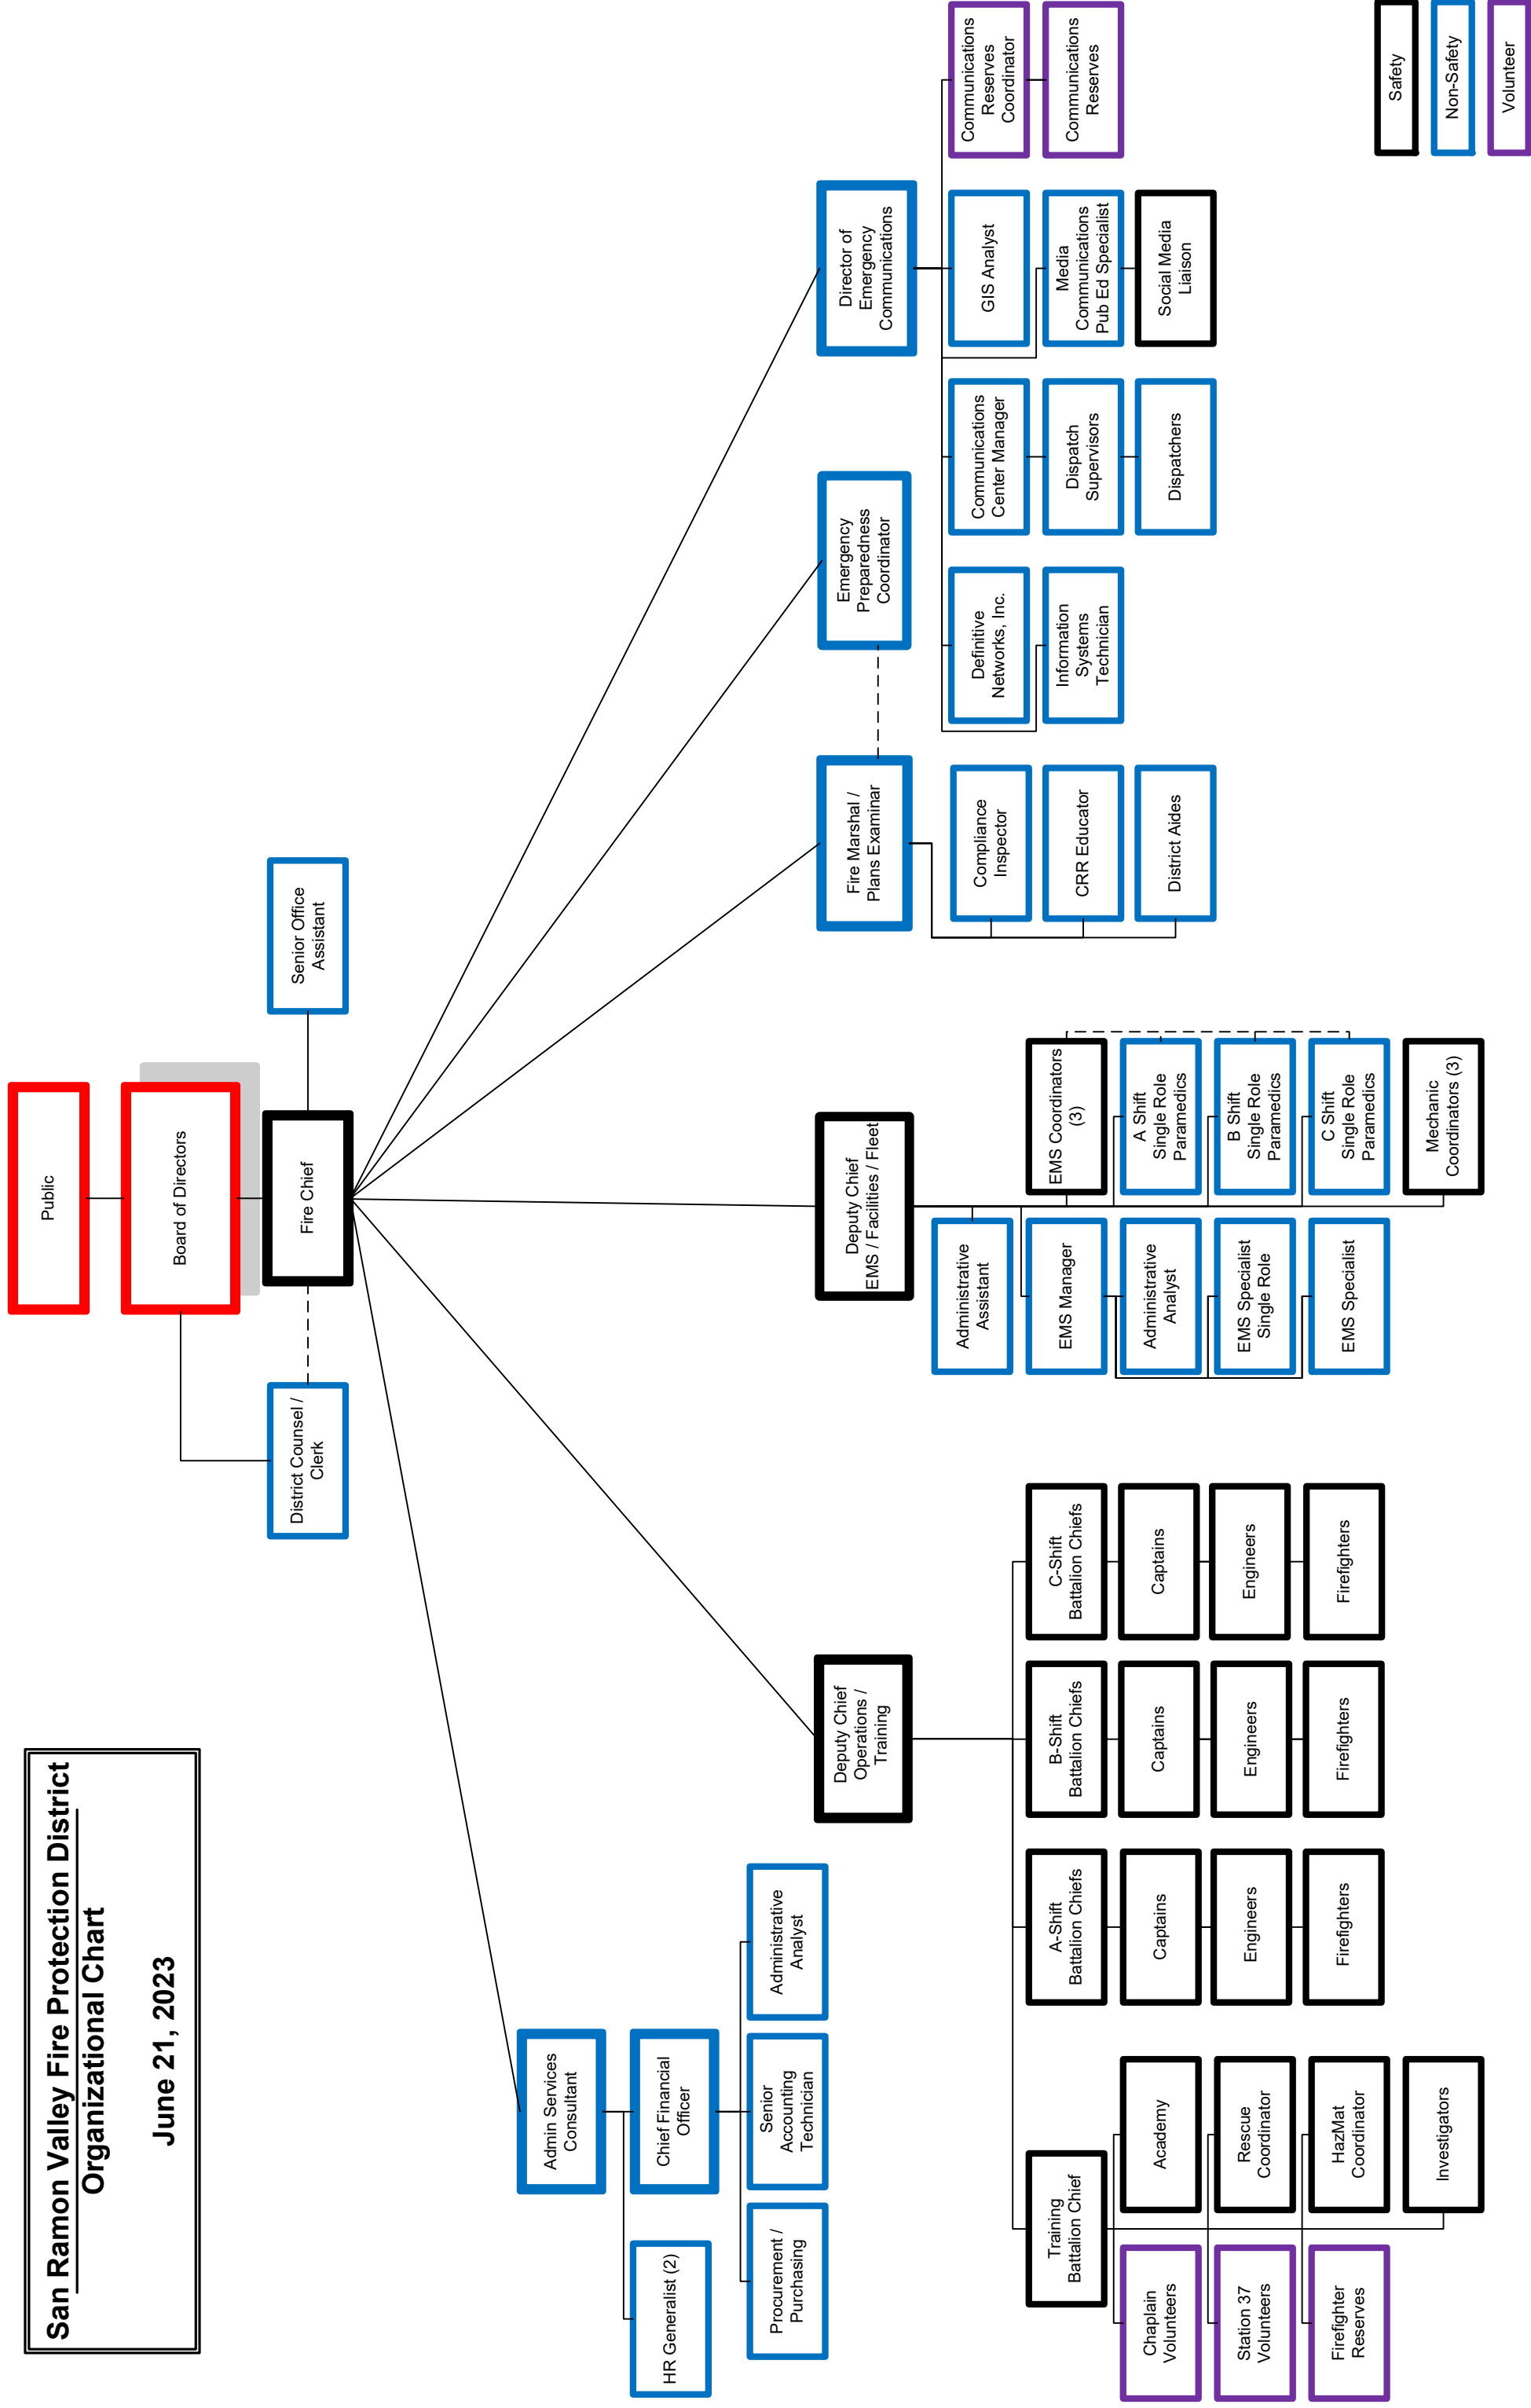 San Ramon Valley Fire Protection District
Organizational Chart
June 21, 2023
Public
Board of Directors
District Counsel /
Clerk
Fire Chief
Senior Office
Assistant
Admin Services
Consultant
HR Generalist (2)
Chief Financial
Officer
Procurement /
Purchasing
Senior
Accounting
Technician
Administrative
Analyst
Deputy Chief
Operations /
Training
Training
Battalion Chief
Chaplain
Volunteers
Academy
Station 37
Volunteers
Rescue
Coordinator
Firefighter
Reserves
HazMat
Coordinator
Investigators
A-Shift
Battalion Chiefs
Captains
Engineers
Firefighters
B-Shift
Battalion Chiefs
Captains
Engineers
Firefighters
C-Shift
Battalion Chiefs
Captains
Engineers
Firefighters
Deputy Chief
EMS / Facilities / Fleet
Administrative
Assistant
EMS Manager
Administrative
Analyst
EMS Specialist
Single Role
EMS Specialist
EMS Coordinators
(3)
A Shift
Single Role
Paramedics
B Shift
Single Role
Paramedics
C Shift
Single Role
Paramedics
Mechanic
Coordinators (3)
Fire Marshal /
Plans Examinar
Compliance
Inspector
CRR Educator
District Aides
Emergency
Preparedness
Coordinator
Director of
Emergency
Communications
Definitive
Networks, Inc.
Information
Systems
Technician
Communications
Center Manager
Dispatch
Supervisors
Dispatchers
GIS Analyst
Media
Communications
Pub Ed Specialist
Social Media
Liaison
Communications
Reserves
Coordinator
Communications
Reserves
Safety
Non-Safety
Volunteer